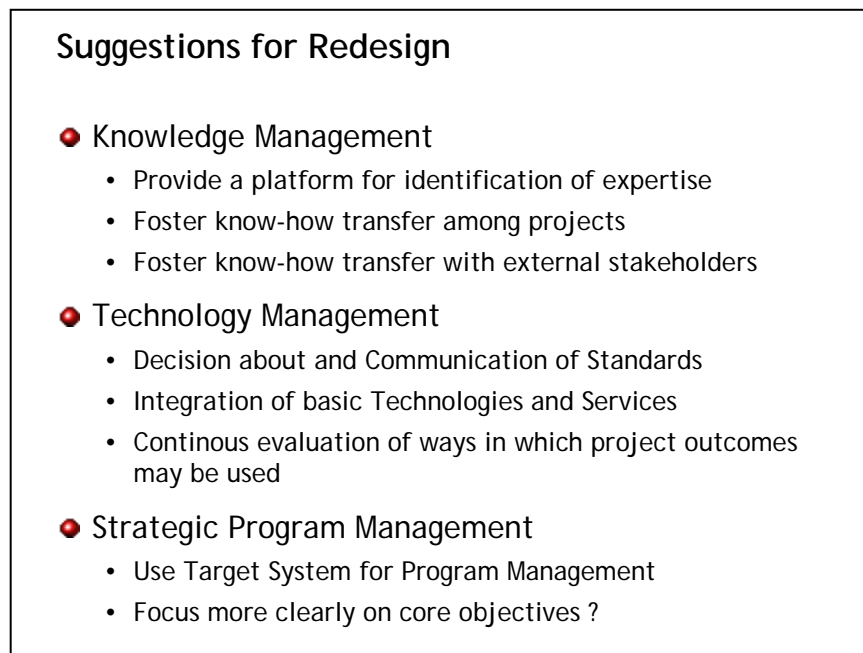 Suggestions for Redesign
Knowledge Management
• Provide a platform for identification of expertise
• Foster know-how transfer among projects
• Foster know-how transfer with external stakeholders
Technology Management
• Decision about and Communication of Standards
• Integration of basic Technologies and Services
• Continous evaluation of ways in which project outcomes
may be used
Strategic Program Management
• Use Target System for Program Management
• Focus more clearly on core objectives ?